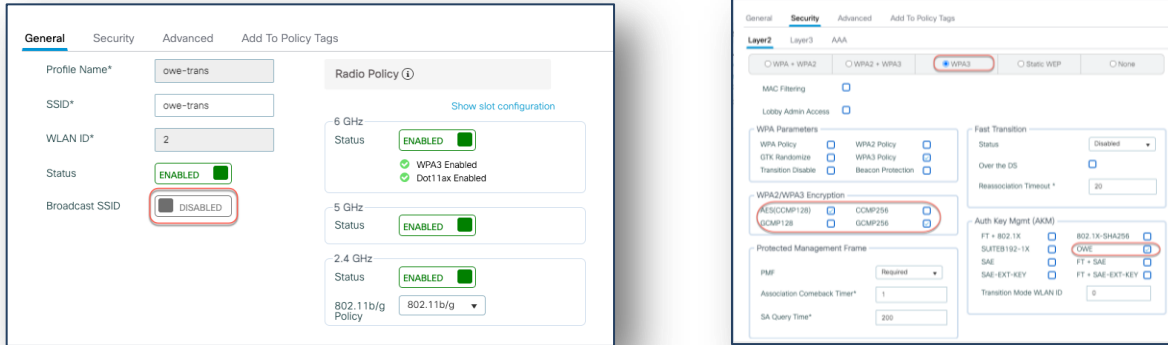 General Security Advanced Add To Policy Tags
Profile Name* owe-trans
SSID* owe-trans
WLAN ID* 2
Status ENABLED
Broadcast SSID DISABLED
Radio Policy
Show slot configuration
6 GHz
Status ENABLED
WPA3 Enabled
Dot11ax Enabled
5 GHz
Status ENABLED
2.4 GHz
Status ENABLED
802.11b/g Policy 802.11b/g
General Security Advanced Add To Policy Tags
Layer2 Layer3 AAA
WPA + WPA2 WPA2 + WPA3 WPA3 Static WEP None
MAC Filtering
Lobby Admin Access
WPA Parameters
WPA Policy WPA2 Policy
GTK Randomize WPA3 Policy
Transition Disable Beacon Protection
WPA2/WPA3 Encryption
AES(CCMP128) CCMP256
GCMP128 GCMP256
Protected Management Frame
PMF Required
Association Comeback Timer* 1
SA Query Time* 200
Fast Transition
Status Disabled
Over the DS
Reassociation Timeout * 20
Auth Key Mgmt (AKM)
FT + 802.1X 802.1X-SHA256
SUITEB192-1X OWE
SAE FT + SAE
SAE-EXT-KEY FT + SAE-EXT-KEY
Transition Mode WLAN ID 0